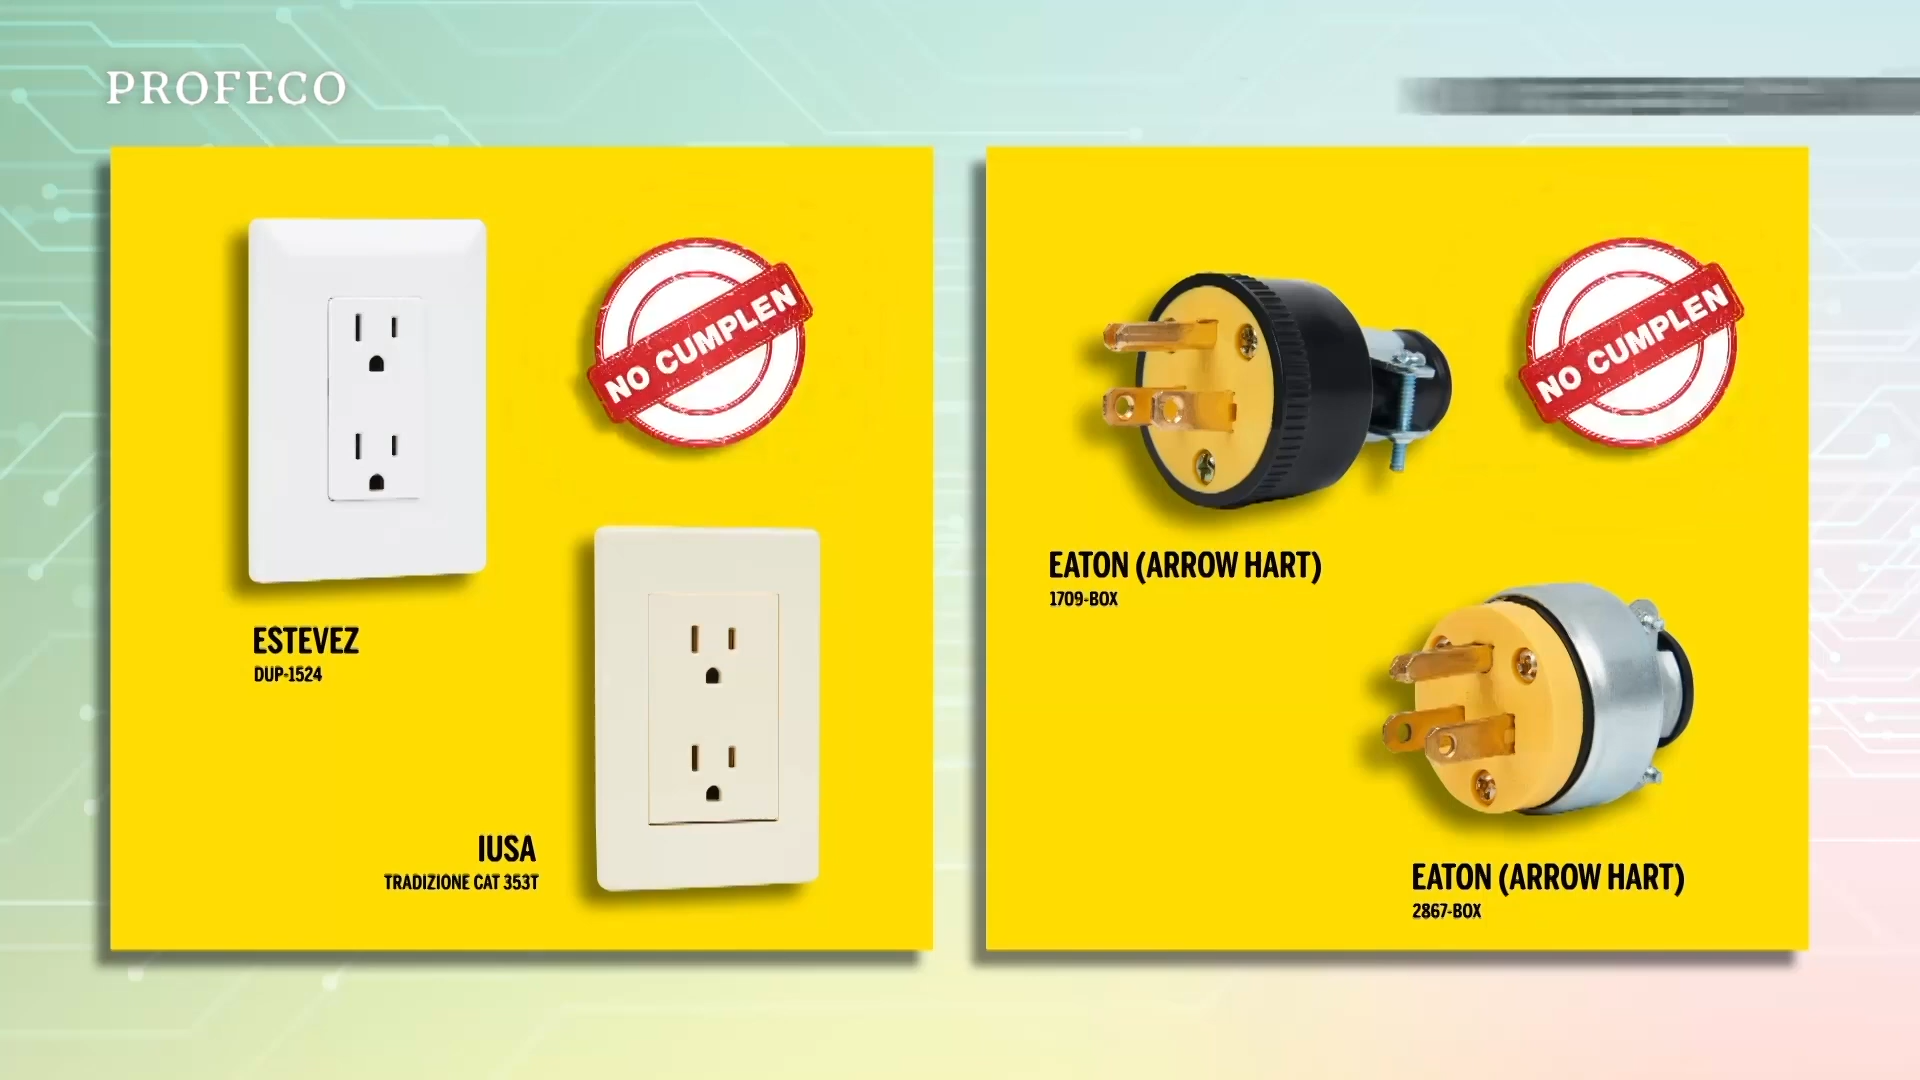 PROFECO
NO CUMPLEN
ESTEVEZ
DUP-1524
IUSA
TRADIZIONE CAT 353T
NO CUMPLEN
EATON (ARROW HART)
1709-BOX
EATON (ARROW HART)
2867-BOX